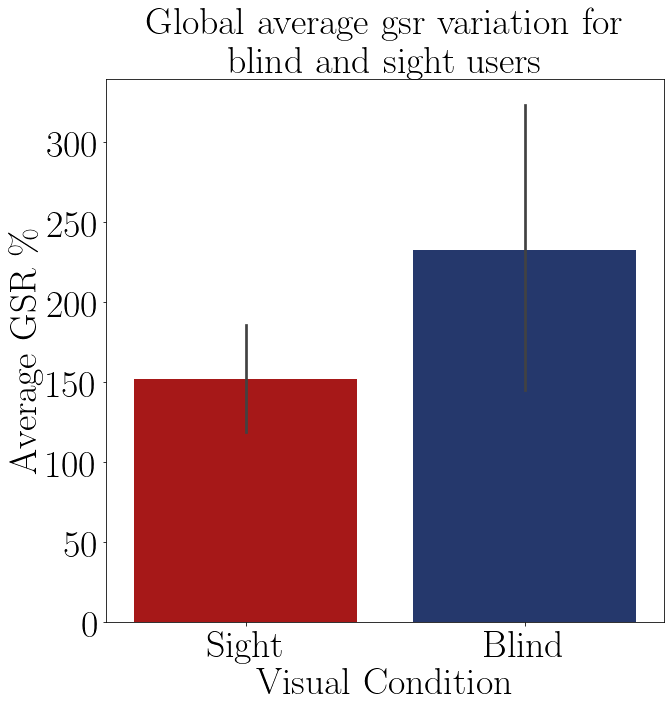 Global average gsr variation for
blind and sight users
Average GSR %
300
250
200
150
100
50
0
Sight Blind
Visual Condition